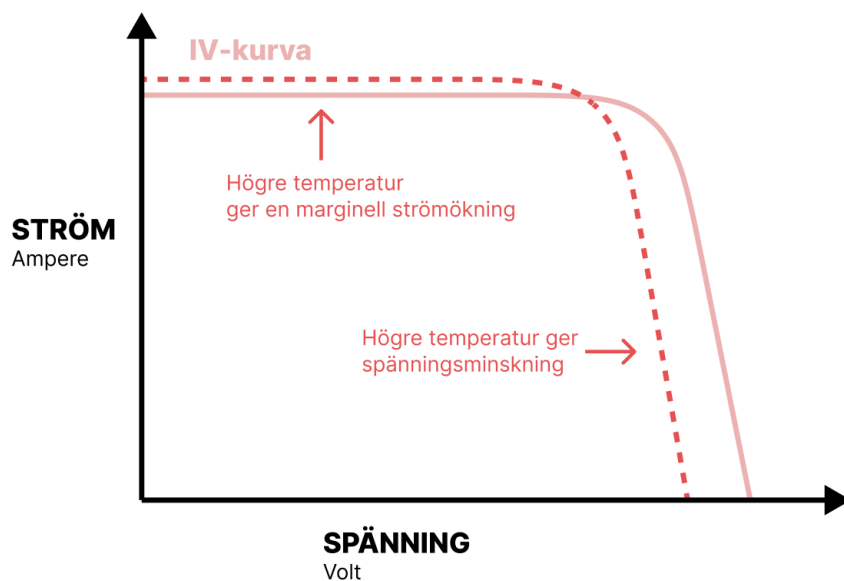 IV-kurva
Högre temperatur
ger en marginell strömökning
STRÖM
Ampere
Högre temperatur ger
spänningsminskning
SPÄNNING
Volt